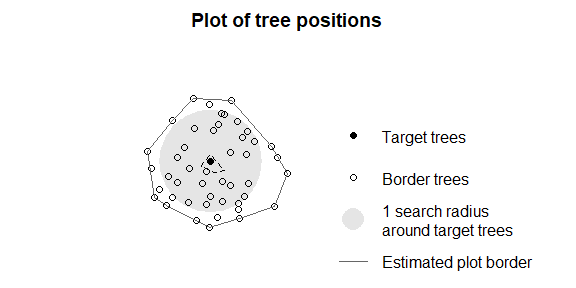 Plot of tree positions
Target trees
Border trees
1 search radius
around target trees
Estimated plot border